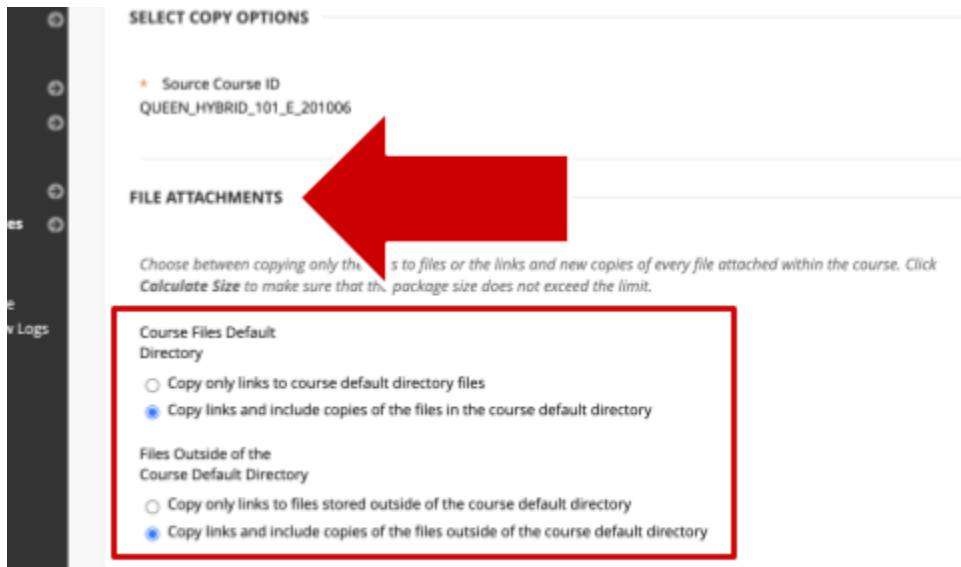 SELECT COPY OPTIONS
* Source Course ID
QUEEN_HYBRID_101_E_201006
FILE ATTACHMENTS
es
Choose between copying only the s to files or the links and new copies of every file attached within the course. Click
Calculate Size to make sure that the package size does not exceed the limit.
e
w Logs
Course Files Default
Directory
Copy only links to course default directory files
Copy links and include copies of the files in the course default directory
Files Outside of the
Course Default Directory
Copy only links to files stored outside of the course default directory
Copy links and include copies of the files outside of the course default directory